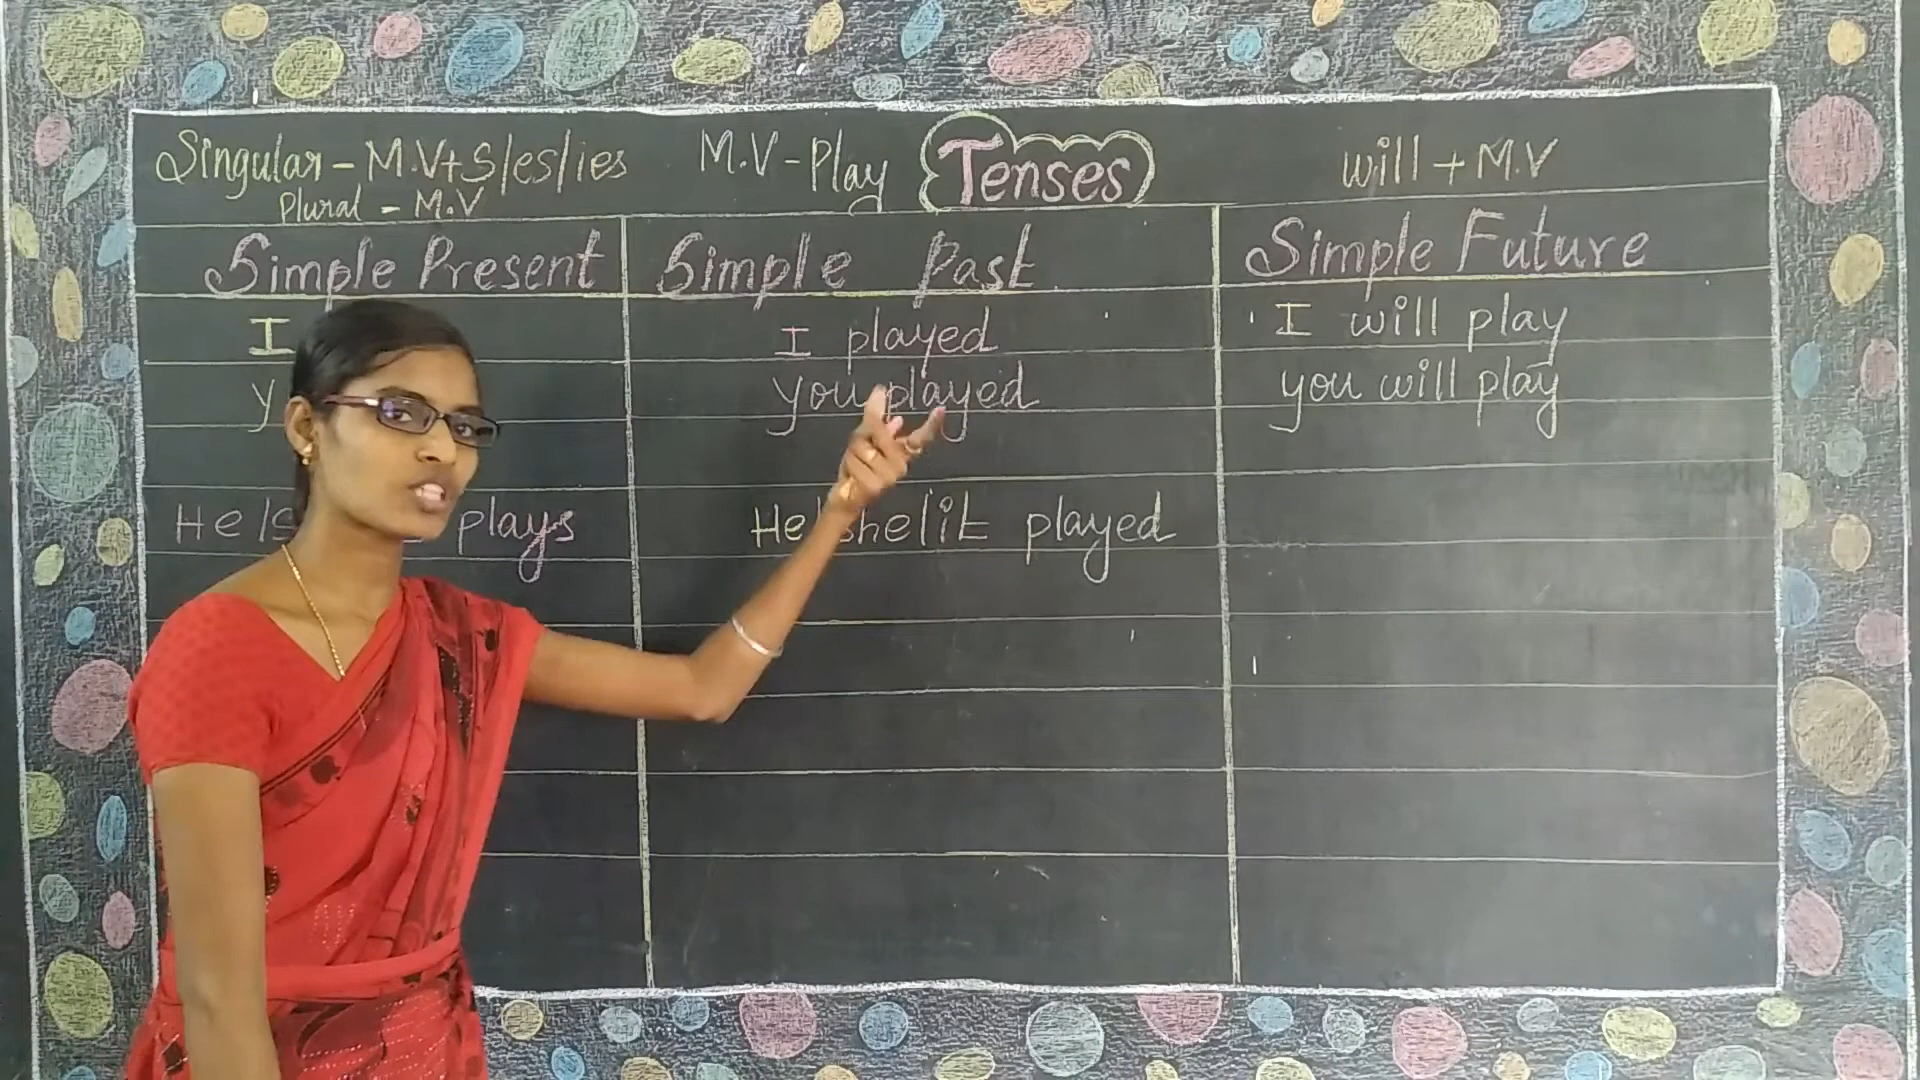 Singular - M.V+S/es/ies
Plural - M.V
M.V - Play
Tenses
will + M.V
Simple Present
Simple Past
Simple Future
I
I played
I will play
y
you played
you will play
He/s plays
He/she/it played